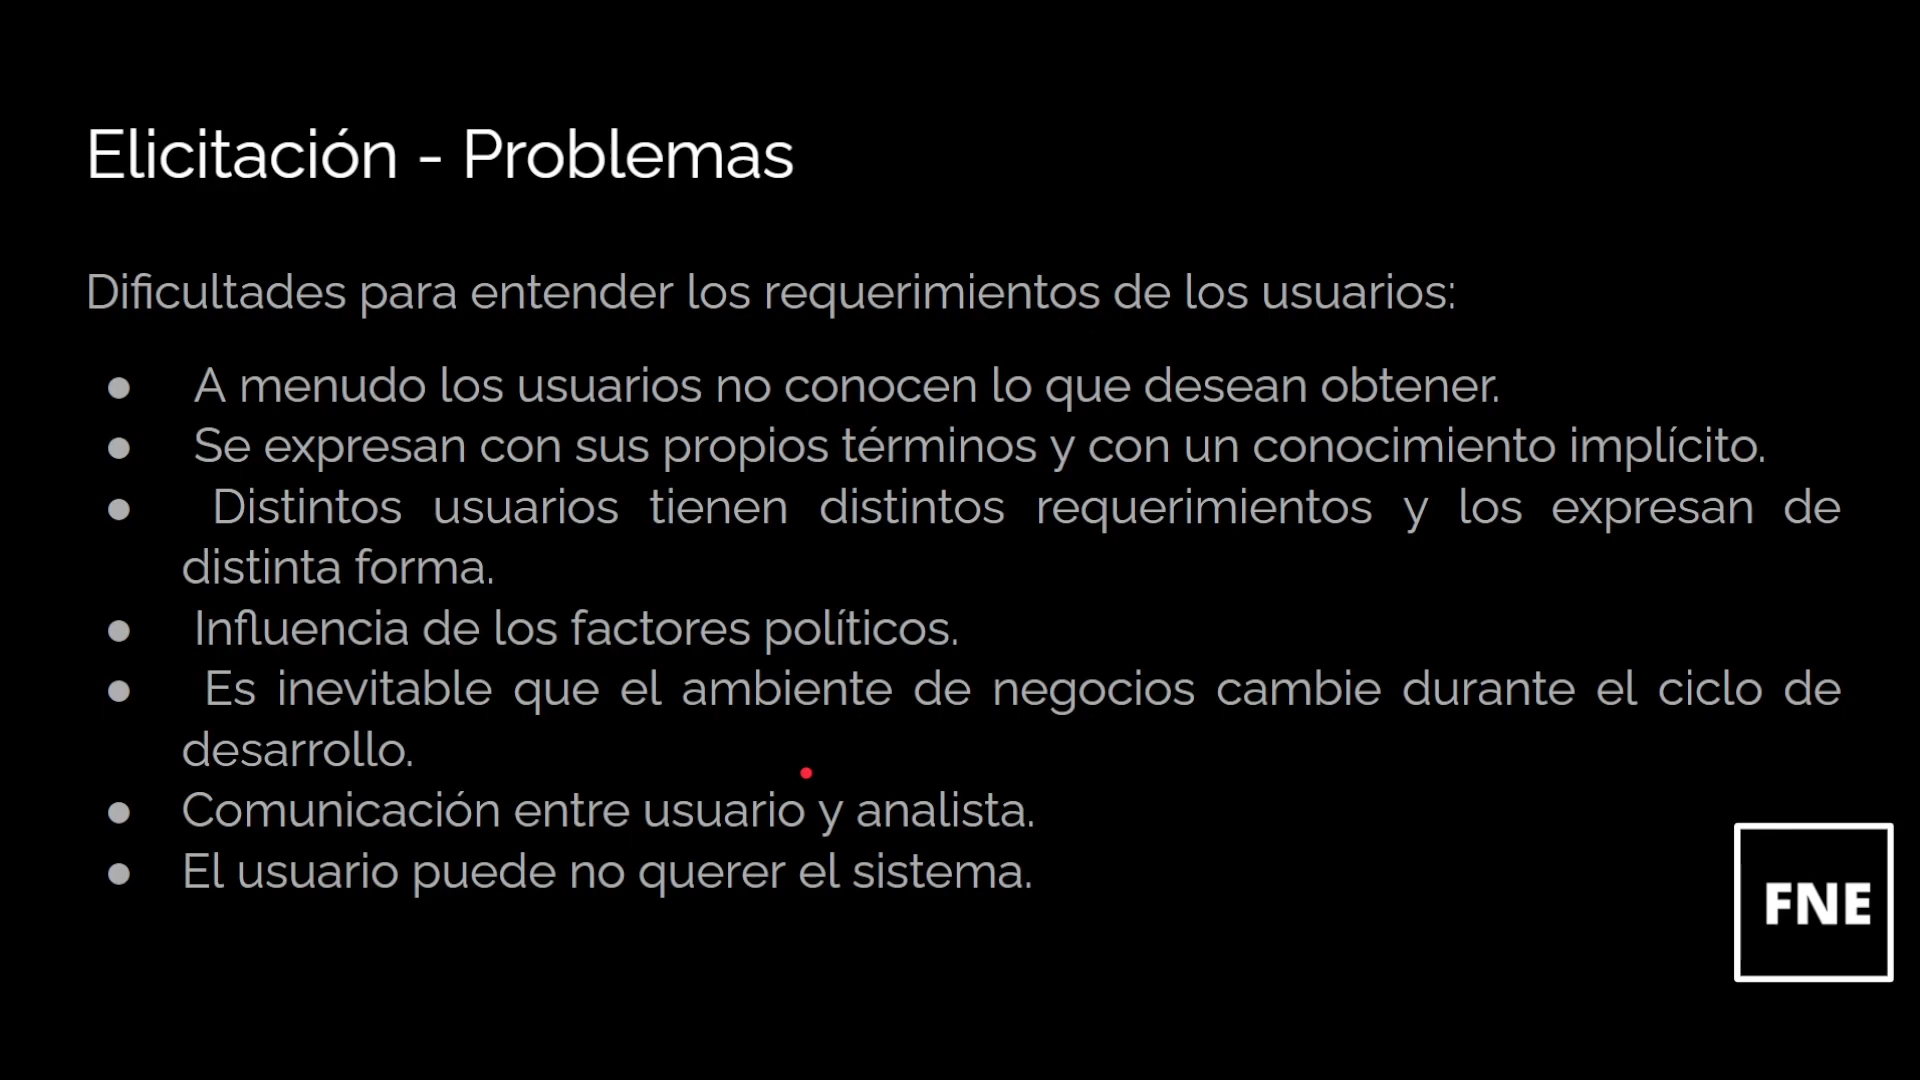 Elicitación - Problemas
Dificultades para entender los requerimientos de los usuarios:
● A menudo los usuarios no conocen lo que desean obtener.
● Se expresan con sus propios términos y con un conocimiento implícito.
● Distintos usuarios tienen distintos requerimientos y los expresan de
distinta forma.
● Influencia de los factores políticos.
● Es inevitable que el ambiente de negocios cambie durante el ciclo de
desarrollo.
● Comunicación entre usuario y analista.
● El usuario puede no querer el sistema.
FNE